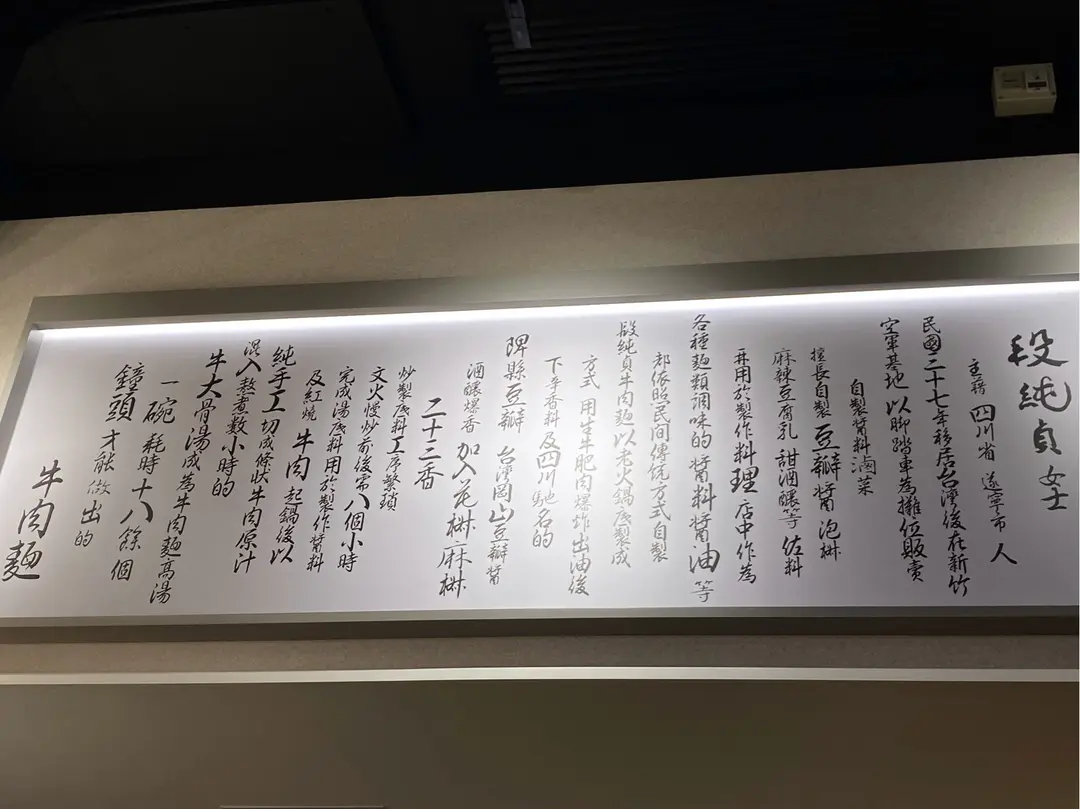 段純貞女士
主籍四川省遂寧市人
民國三十七年移居台灣後在新竹
空軍基地以腳踏車為攤位販賣
自製醬料滷菜
擅長自製豆瓣醬泡椒
麻辣豆腐乳甜酒釀等佐料
再用於製作料理店中作為
各種麵類調味的醬料醬油等
都依照民間傳統方式自製
段純貞牛肉麵以老火鍋底製成
方式用生牛肥肉爆炸出油後
下辛香料及四川馳名的
郫縣豆瓣台灣岡山豆瓣醬
酒釀爆香加入花椒麻椒
二十三香
炒製底料工序繁瑣
文火慢炒前後需八個小時
完成湯底料用於製作醬料
及紅燒牛肉起鍋後以
純手工切成條狀牛肉原汁
混入熬煮數小時的
牛大骨湯成為牛肉麵高湯
一碗耗時十八餘個
鐘頭才能做出的
牛肉麵